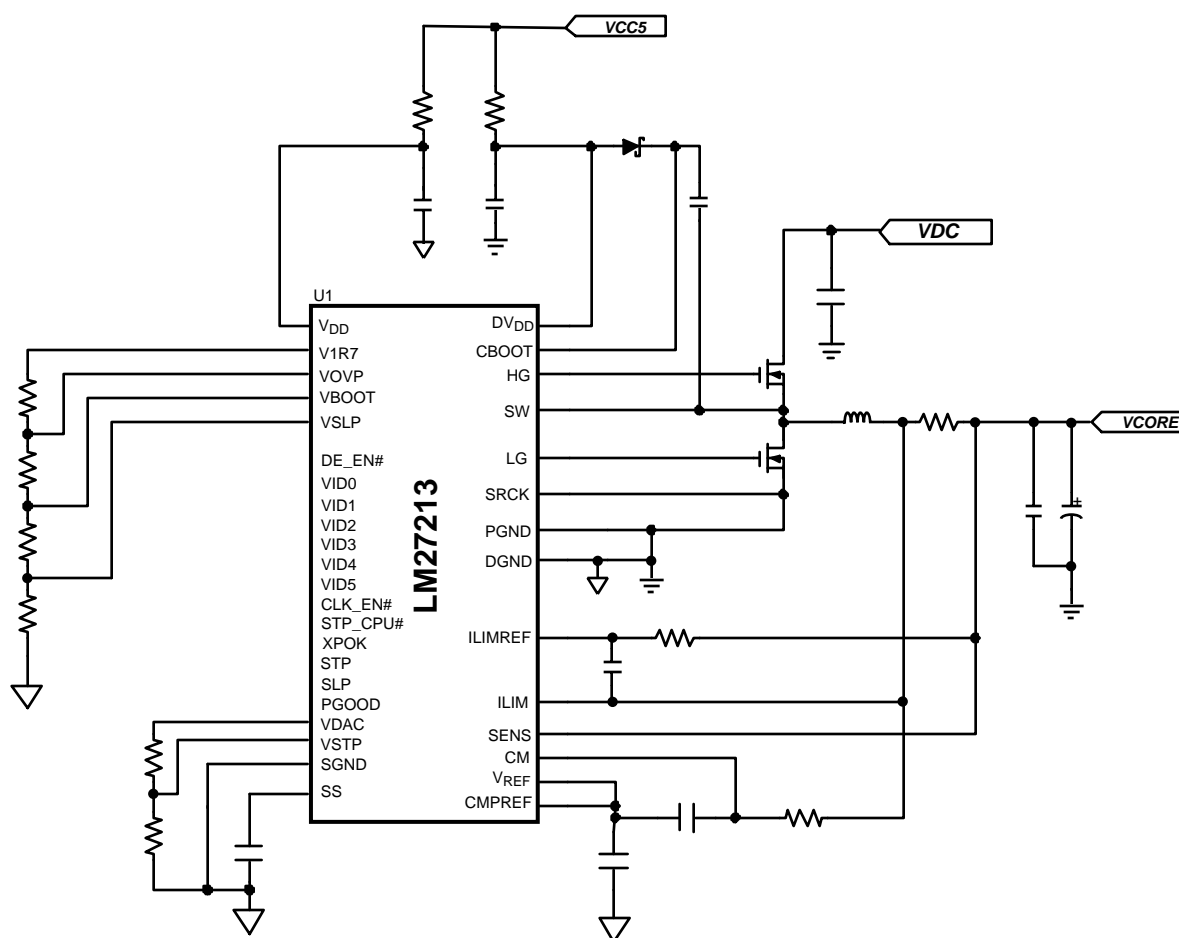 VCC5
VDC
U1
VDD
V1R7
VOVP
VBOOT
VSLP
DE_EN#
VID0
VID1
VID2
VID3
VID4
VID5
CLK_EN#
STP_CPU#
XPOK
STP
SLP
PGOOD
VDAC
VSTP
SGND
SS
LM27213
DVDD
CBOOT
HG
SW
LG
SRCK
PGND
DGND
ILIMREF
ILIM
SENS
CM
VREF
CMPREF
VCORE
+